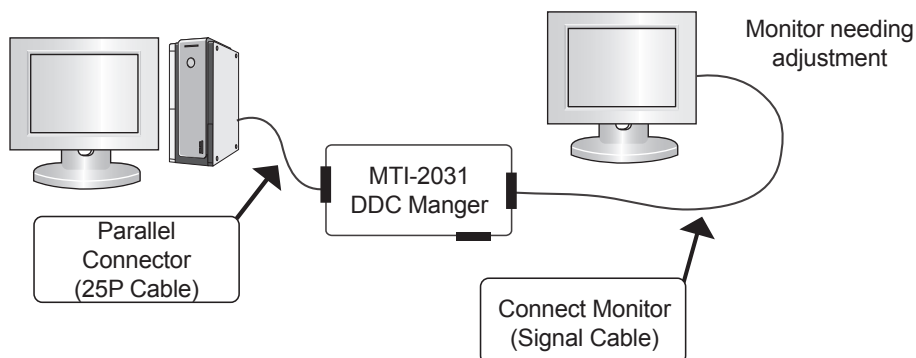 Monitor needing
adjustment
MTI-2031
DDC Manger
Parallel
Connector
(25P Cable)
Connect Monitor
(Signal Cable)